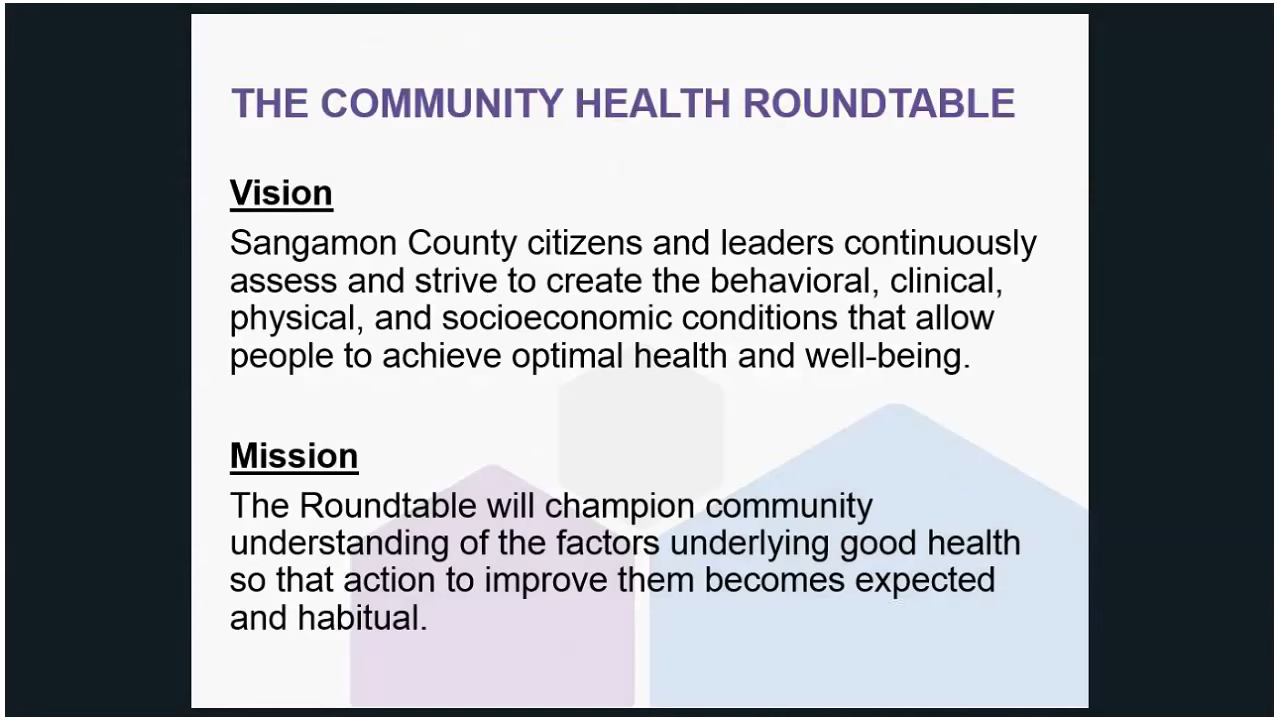 THE COMMUNITY HEALTH ROUNDTABLE
Vision
Sangamon County citizens and leaders continuously
assess and strive to create the behavioral, clinical,
physical, and socioeconomic conditions that allow
people to achieve optimal health and well-being.
Mission
The Roundtable will champion community
understanding of the factors underlying good health
so that action to improve them becomes expected
and habitual.